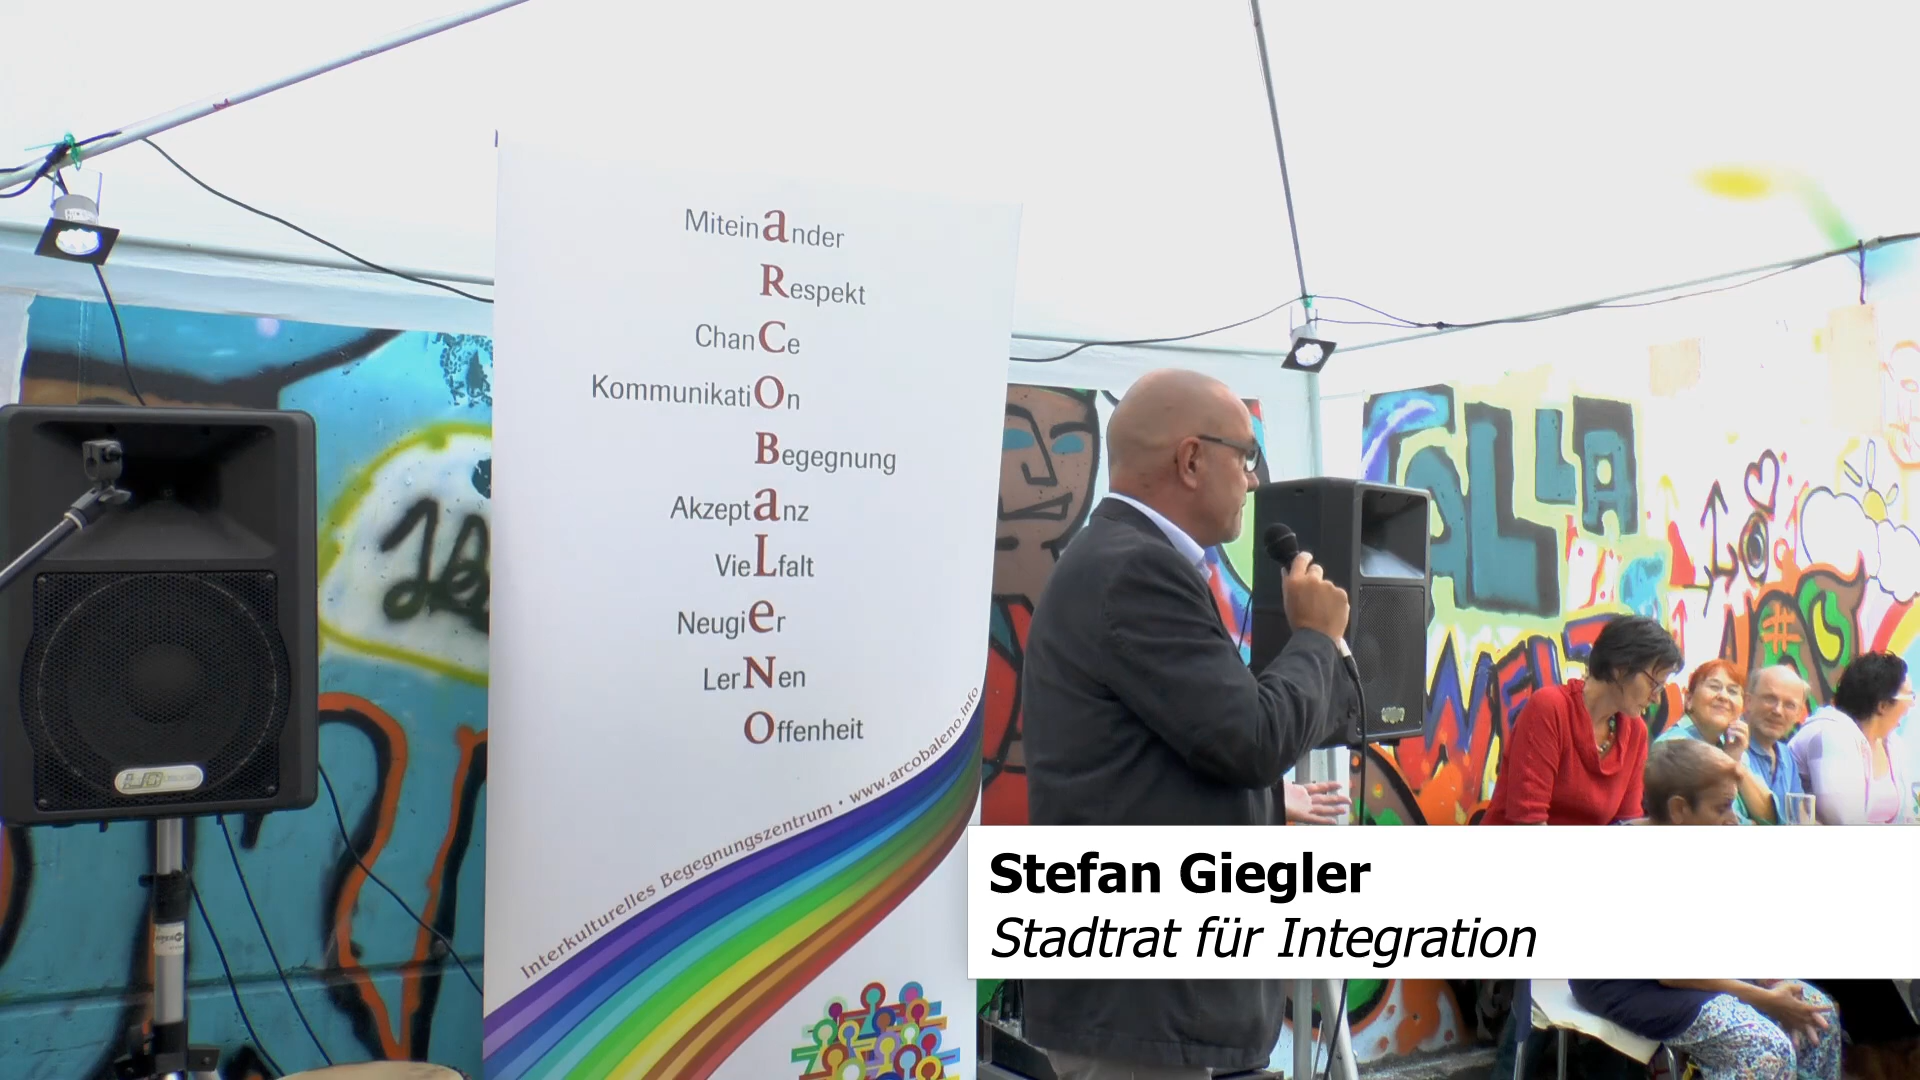 Miteinander
Respekt
ChanCe
KommunikatiOn
Begegnung
Akzeptanz
VieLfalt
Neugier
LerNen
Offenheit
Interkulturelles Begegnungszentrum • www.arcobaleno.info
Stefan Giegler
Stadtrat für Integration